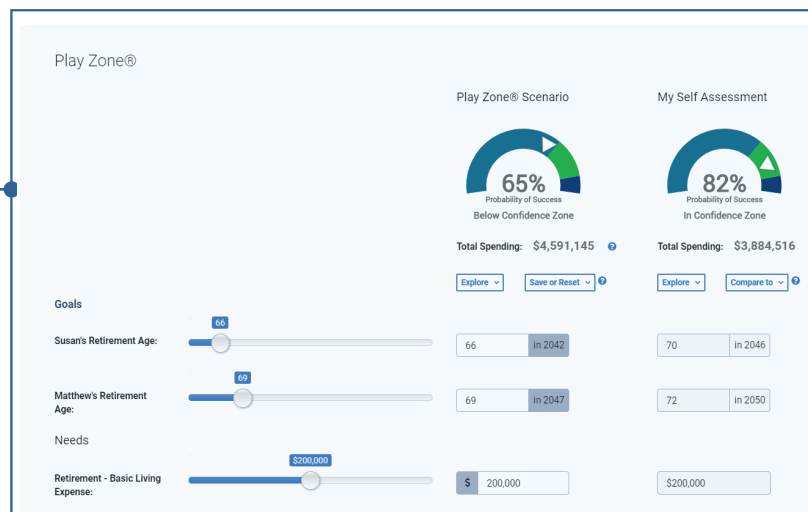 Play Zone®
Play Zone® Scenario
My Self Assessment
65%
Probability of Success
Below Confidence Zone
82%
Probability of Success
In Confidence Zone
Total Spending: $4,591,145 ?
Total Spending: $3,884,516
Explore
Save or Reset ?
Explore
Compare to ?
Goals
66
Susan's Retirement Age:
66 in 2042
70 in 2046
69
Matthew's Retirement
Age:
69 in 2047
72 in 2050
Needs
$200,000
Retirement - Basic Living
Expense:
$ 200,000
$200,000